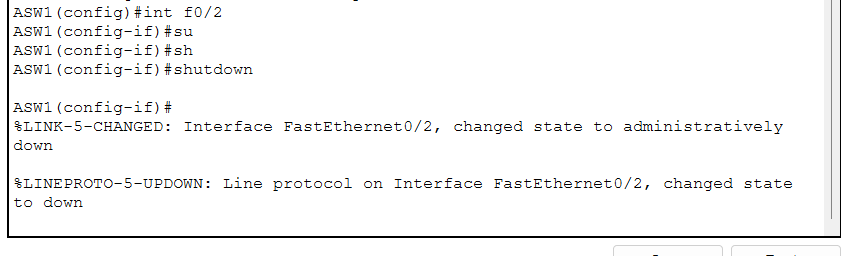 ASW1(config)#int f0/2
ASW1(config-if)#su
ASW1(config-if)#sh
ASW1(config-if)#shutdown
ASW1(config-if)#
%LINK-5-CHANGED: Interface FastEthernet0/2, changed state to administratively
down
%LINEPROTO-5-UPDOWN: Line protocol on Interface FastEthernet0/2, changed state
to down